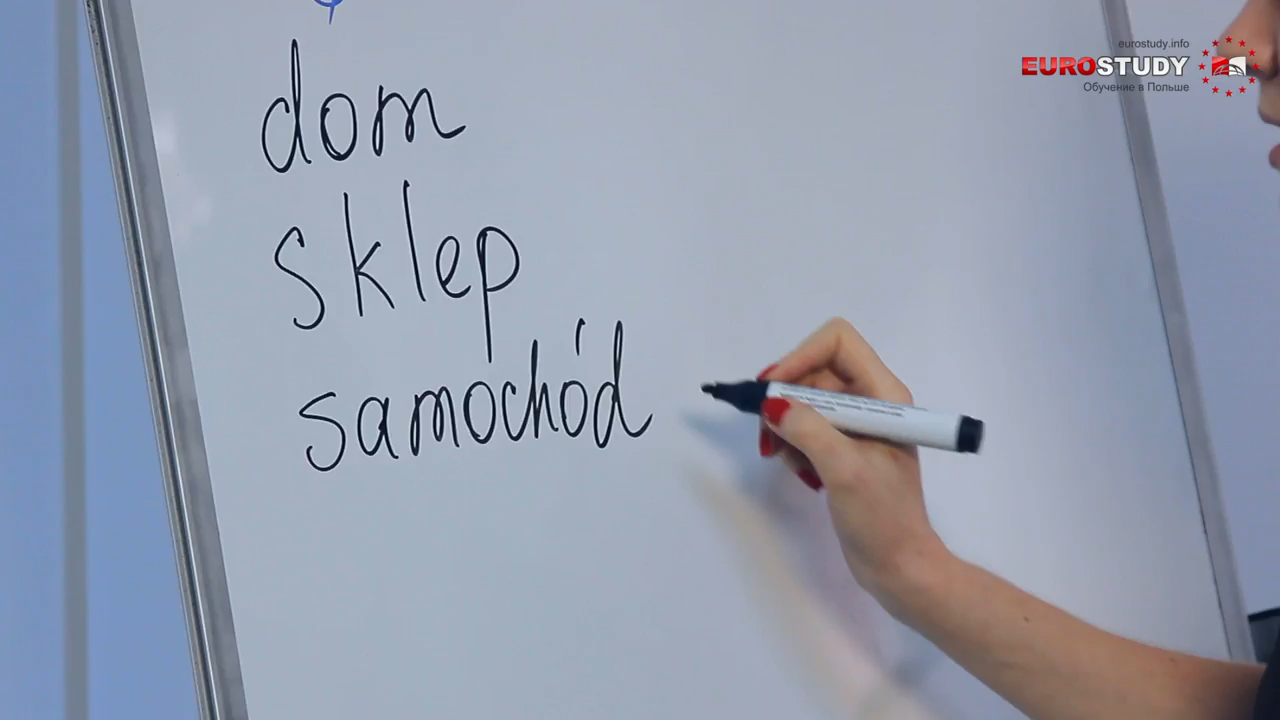 eurostudy.info
EUROSTUDY
Обучение в Польше
dom
sklep
samochód